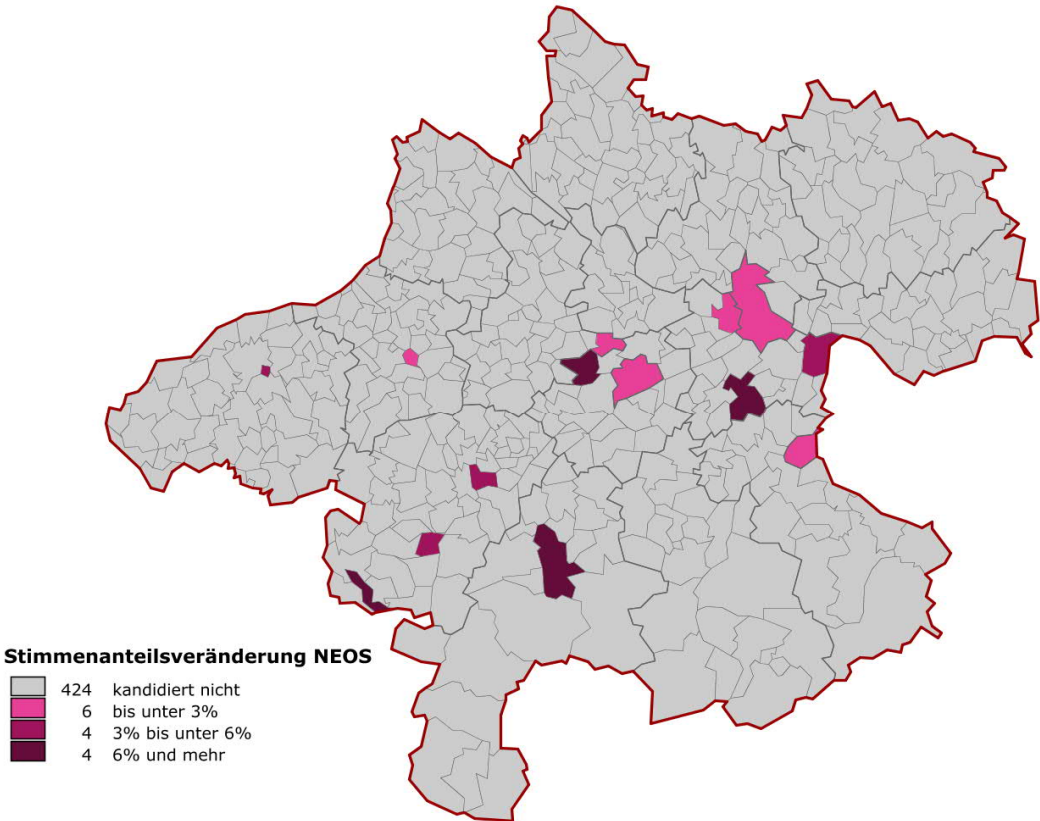 Stimmenanteilsveränderung NEOS
424 kandidiert nicht
6 bis unter 3%
4 3% bis unter 6%
4 6% und mehr